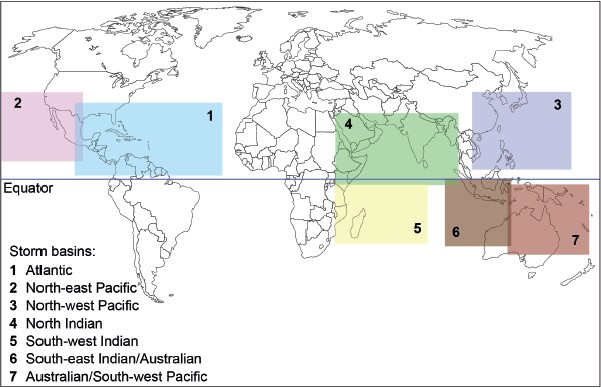 2
1
4
3
Equator
5
6
7
Storm basins:
1 Atlantic
2 North-east Pacific
3 North-west Pacific
4 North Indian
5 South-west Indian
6 South-east Indian/Australian
7 Australian/South-west Pacific